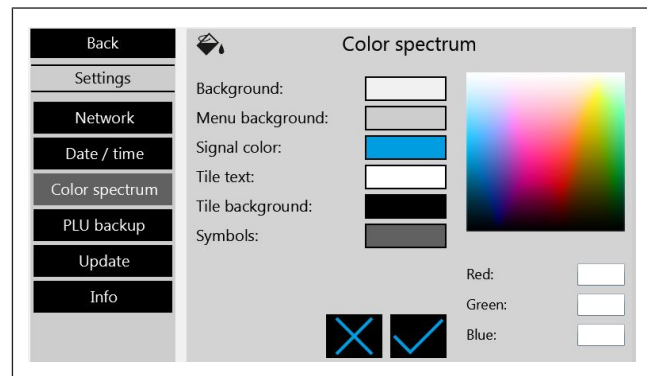 Back
Settings
Network
Date / time
Color spectrum
PLU backup
Update
Info
Color spectrum
Background:
Menu background:
Signal color:
Tile text:
Tile background:
Symbols:
Red:
Green:
Blue: